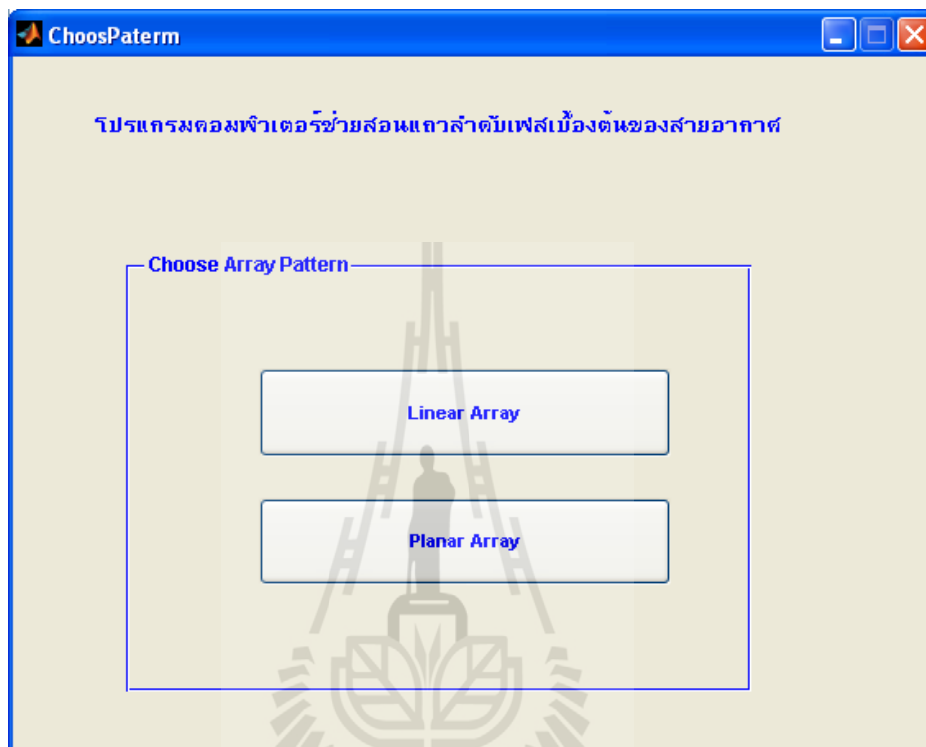 ChoosPaterm
โปรแกรมคอมพิวเตอร์ช่วยสอนแถวลำดับเฟสเบื้องต้นของสายอากาศ
Choose Array Pattern
Linear Array
Planar Array